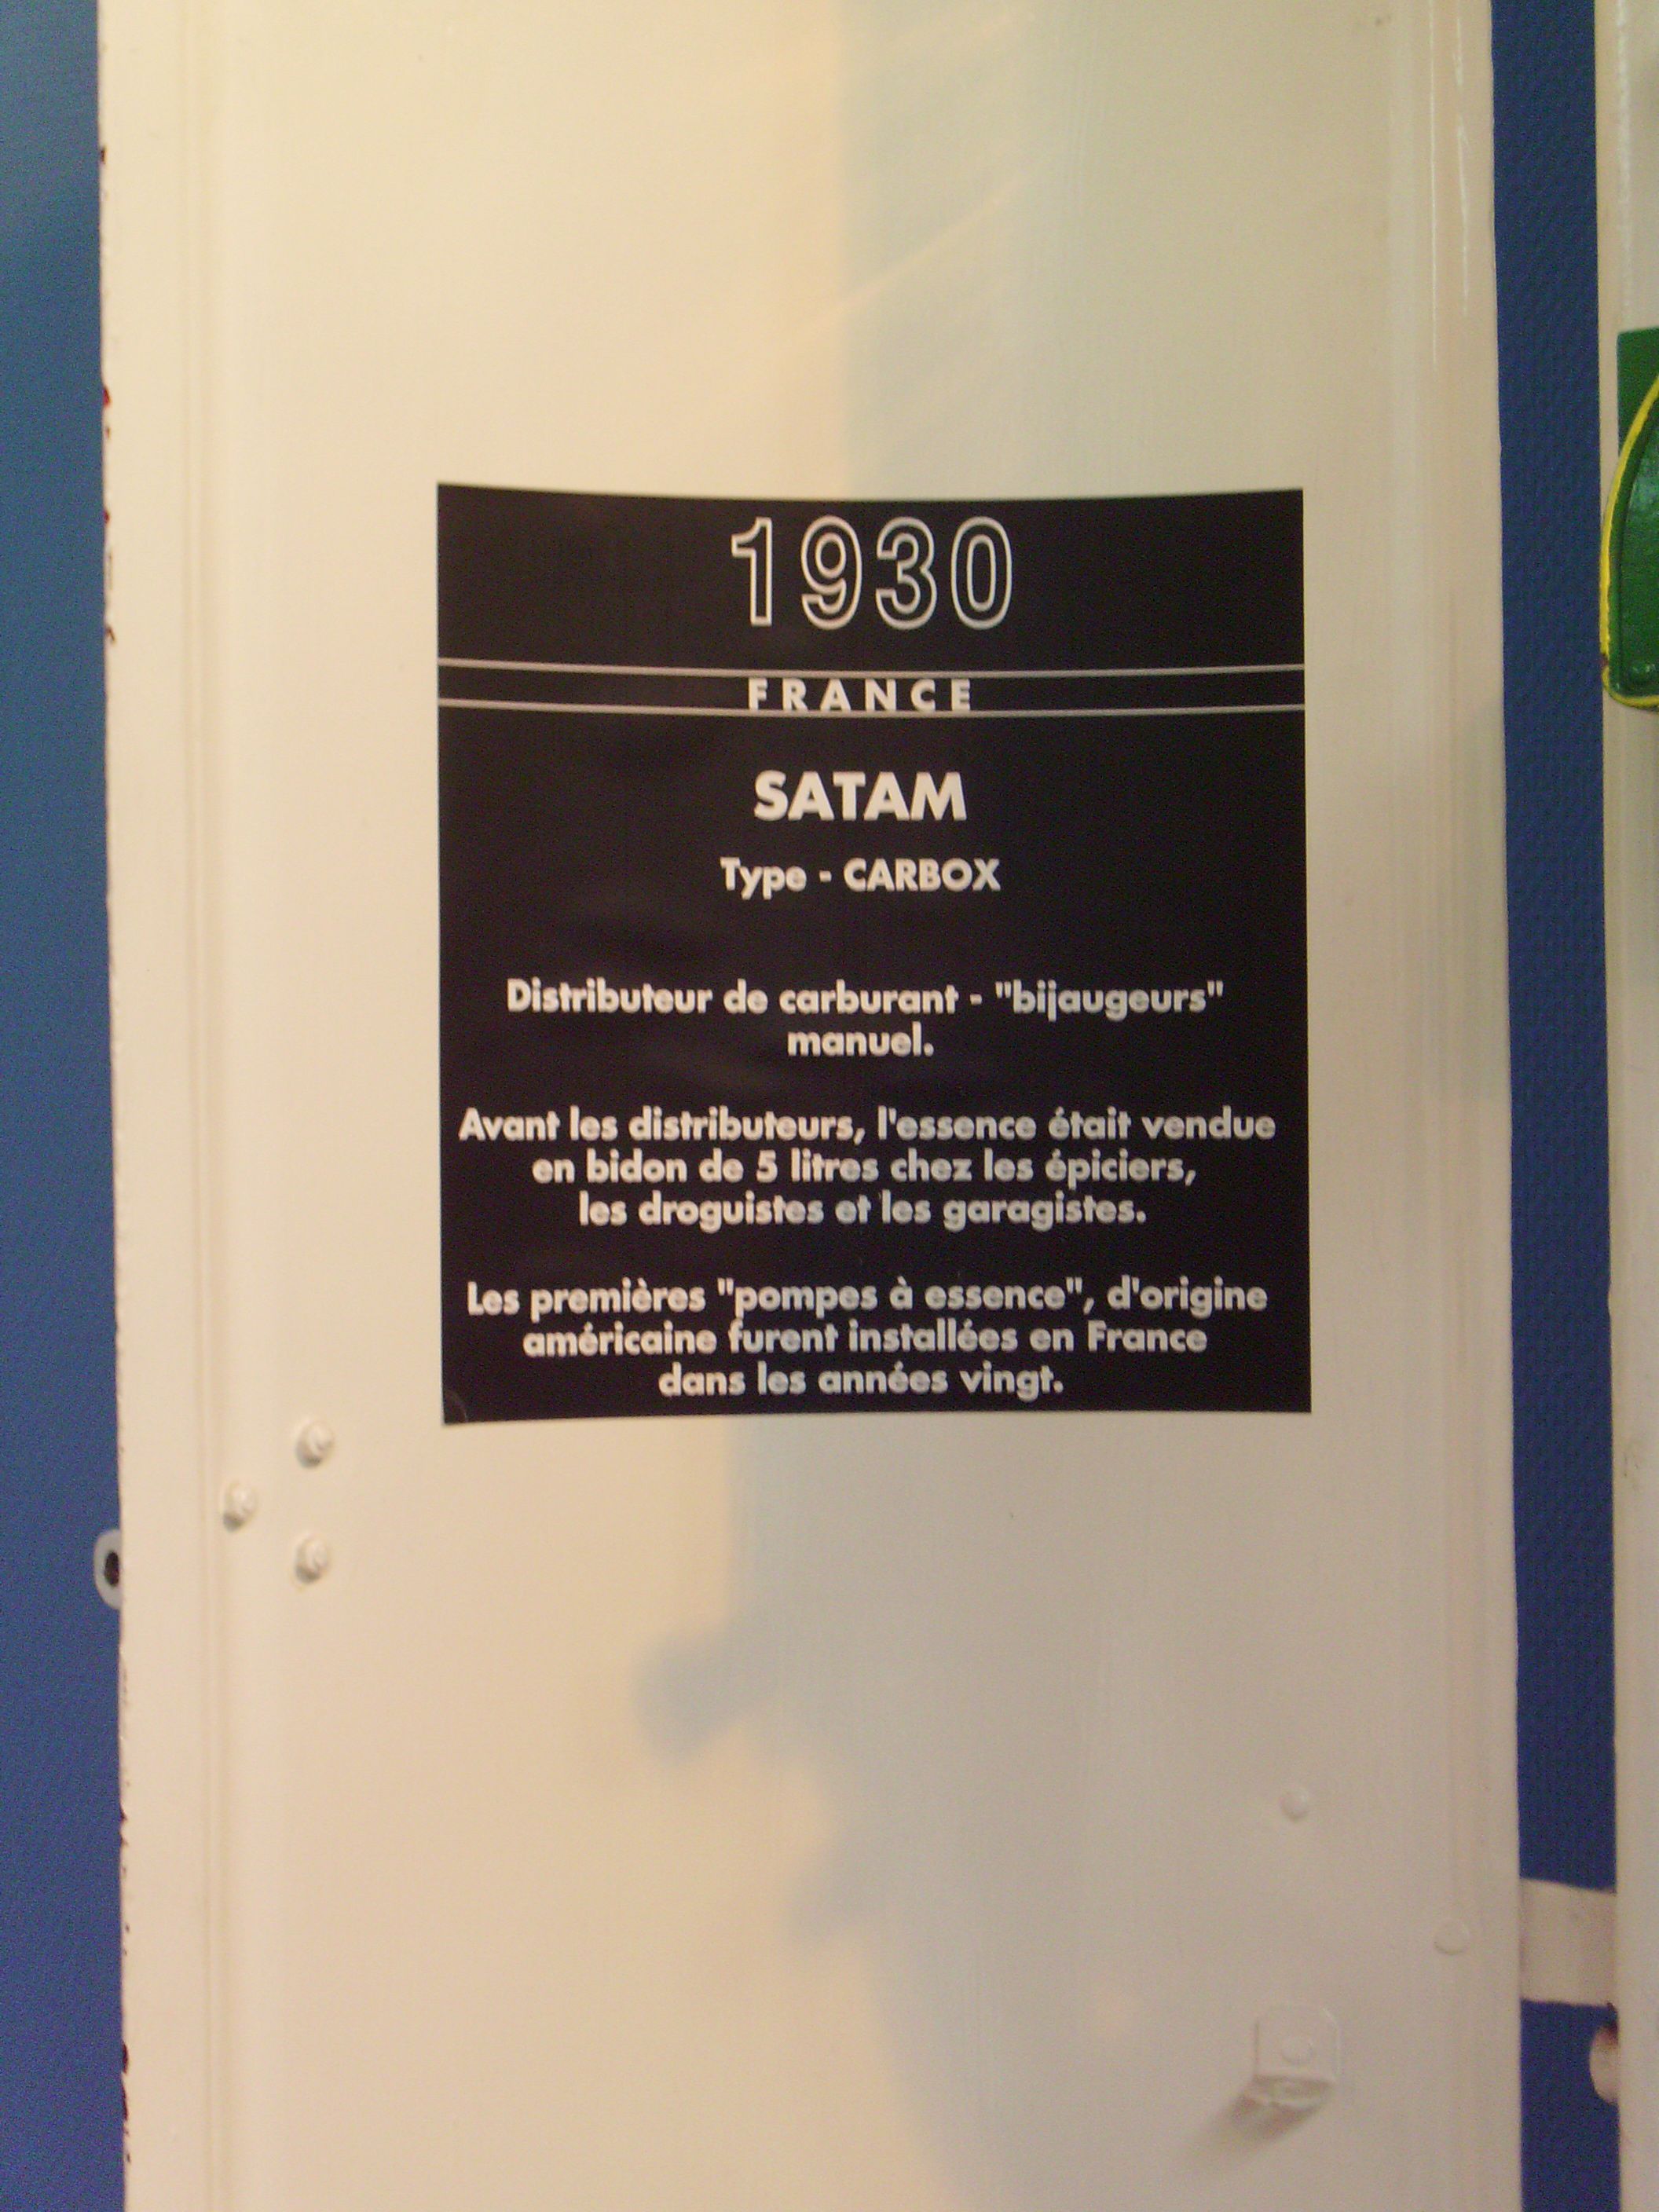 1930
FRANCE
SATAM
Type - CARBOX
Distributeur de carburant - "bijaugeurs"
manuel.
Avant les distributeurs, l'essence était vendue
en bidon de 5 litres chez les épiciers,
les droguistes et les garagistes.
Les premières "pompes à essence", d'origine
américaine furent installées en France
dans les années vingt.